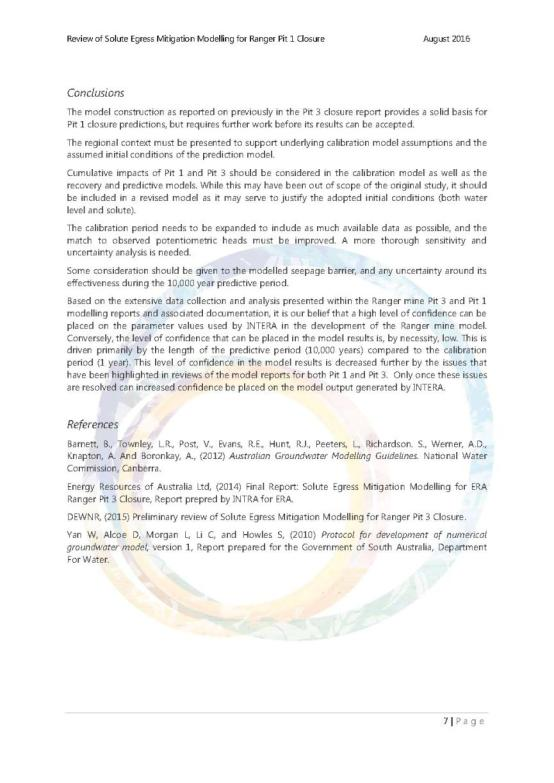 Review of Solute Egress Mitigation Modelling for Ranger Pit 1 Closure August 2016
Conclusions
The model construction as reported on previously in the Pit 3 closure report provides a solid basis for
Pit 1 closure predictions, but requires further work before its results can be accepted.
The regional context must be presented to support underlying calibration model assumptions and the
assumed initial conditions of the prediction model.
Cumulative impacts of Pit 1 and Pit 3 should be considered in the calibration model as well as the
recovery and predictive models. While this may have been out of scope of the original study, it should
be included in a revised model as it may serve to justify the adopted initial conditions (both water
level and solute).
The calibration period needs to be expanded to include as much available data as possible, and the
match to observed potentiometric heads must be improved. A more thorough sensitivity and
uncertainty analysis is needed.
Some consideration should be given to the modelled seepage barrier, and any uncertainty around its
effectiveness during the 10,000 year predictive period.
Based on the extensive data collection and analysis presented within the Ranger mine Pit 3 and Pit 1
modelling reports and associated documentation, it is our belief that a high level of confidence can be
placed on the parameter values used by INTERA in the development of the Ranger mine model.
Conversely, the level of confidence that can be placed in the model results is, by necessity, low. This is
driven primarily by the length of the predictive period (10,000 years) compared to the calibration
period (1 year). This level of confidence in the model results is decreased further by the issues that
have been highlighted in reviews of the model reports for both Pit 1 and Pit 3. Only once these issues
are resolved can increased confidence be placed on the model output generated by INTERA.
References
Barnett, B., Townley, L.R., Post, V., Evans, R.E., Hunt, R.J., Peeters, L., Richardson. S., Werner, A.D.,
Knapton, A. And Boronkay, A., (2012) Australian Groundwater Modelling Guidelines. National Water
Commission, Canberra.
Energy Resources of Australia Ltd, (2014) Final Report: Solute Egress Mitigation Modelling for ERA
Ranger Pit 3 Closure, Report prepred by INTRA for ERA.
DEWNR, (2015) Preliminary review of Solute Egress Mitigation Modelling for Ranger Pit 3 Closure.
Yan W, Alcoe D, Morgan L, Li C, and Howles S, (2010) Protocol for development of numerical
groundwater model, version 1, Report prepared for the Government of South Australia, Department
For Water.
7 | Page